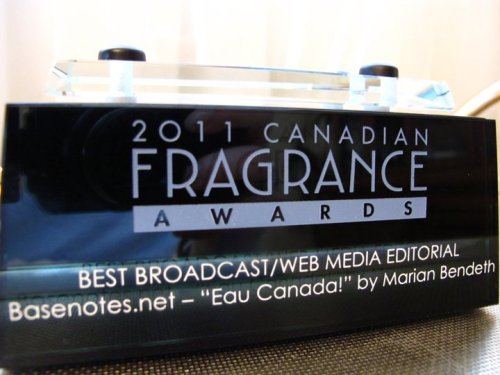 2011 CANADIAN
FRAGRANCE
AWARDS
BEST BROADCAST/WEB MEDIA EDITORIAL
Basenotes.net – “Eau Canada!” by Marian Bendeth